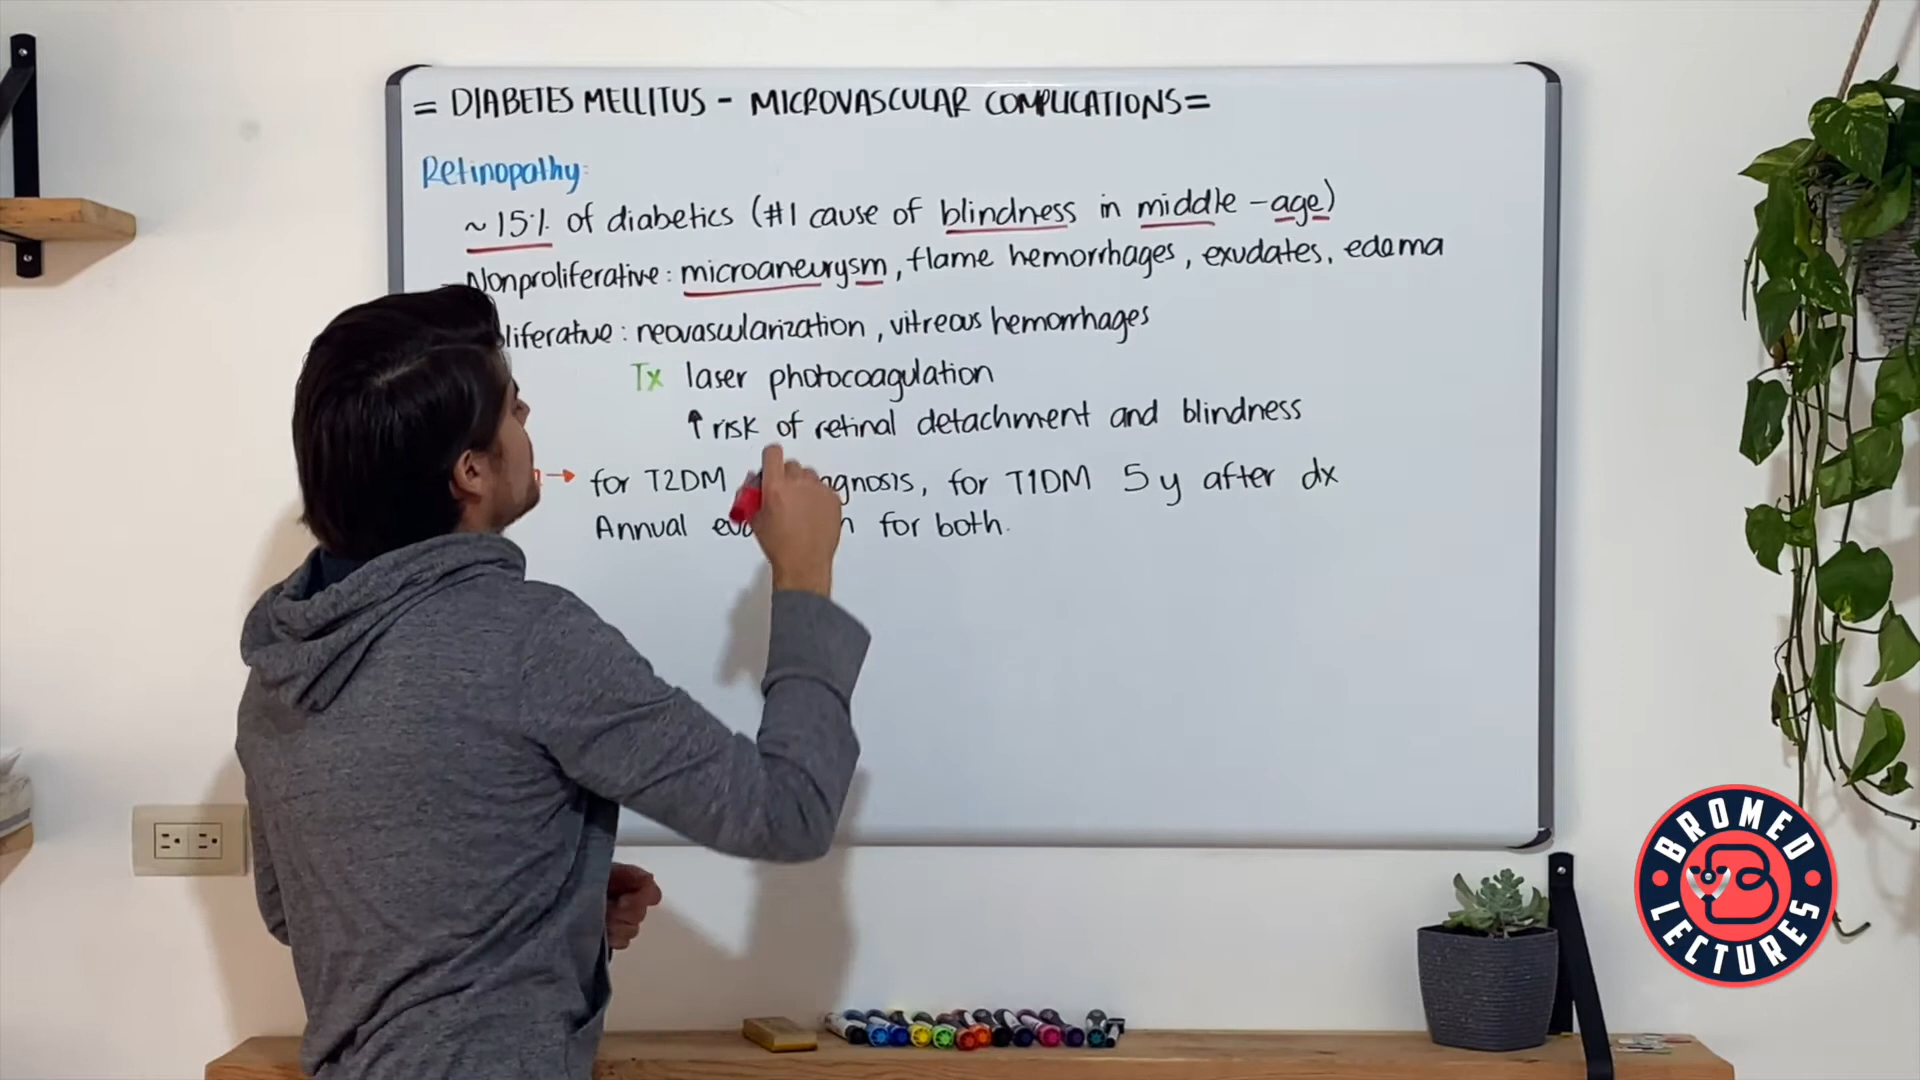 = DIABETES MELLITUS - MICROVASCULAR COMPLICATIONS =
Retinopathy:
~ 15% of diabetics (#1 cause of blindness in middle-age)
Nonproliferative: microaneurysm, flame hemorrhages, exudates, edema
liferative: neovascularization, vitreous hemorrhages
Tx laser photocoagulation
↑ risk of retinal detachment and blindness
→ for T2DM agnosis, for T1DM 5y after dx
Annual for both.
BROMED
LECTURES